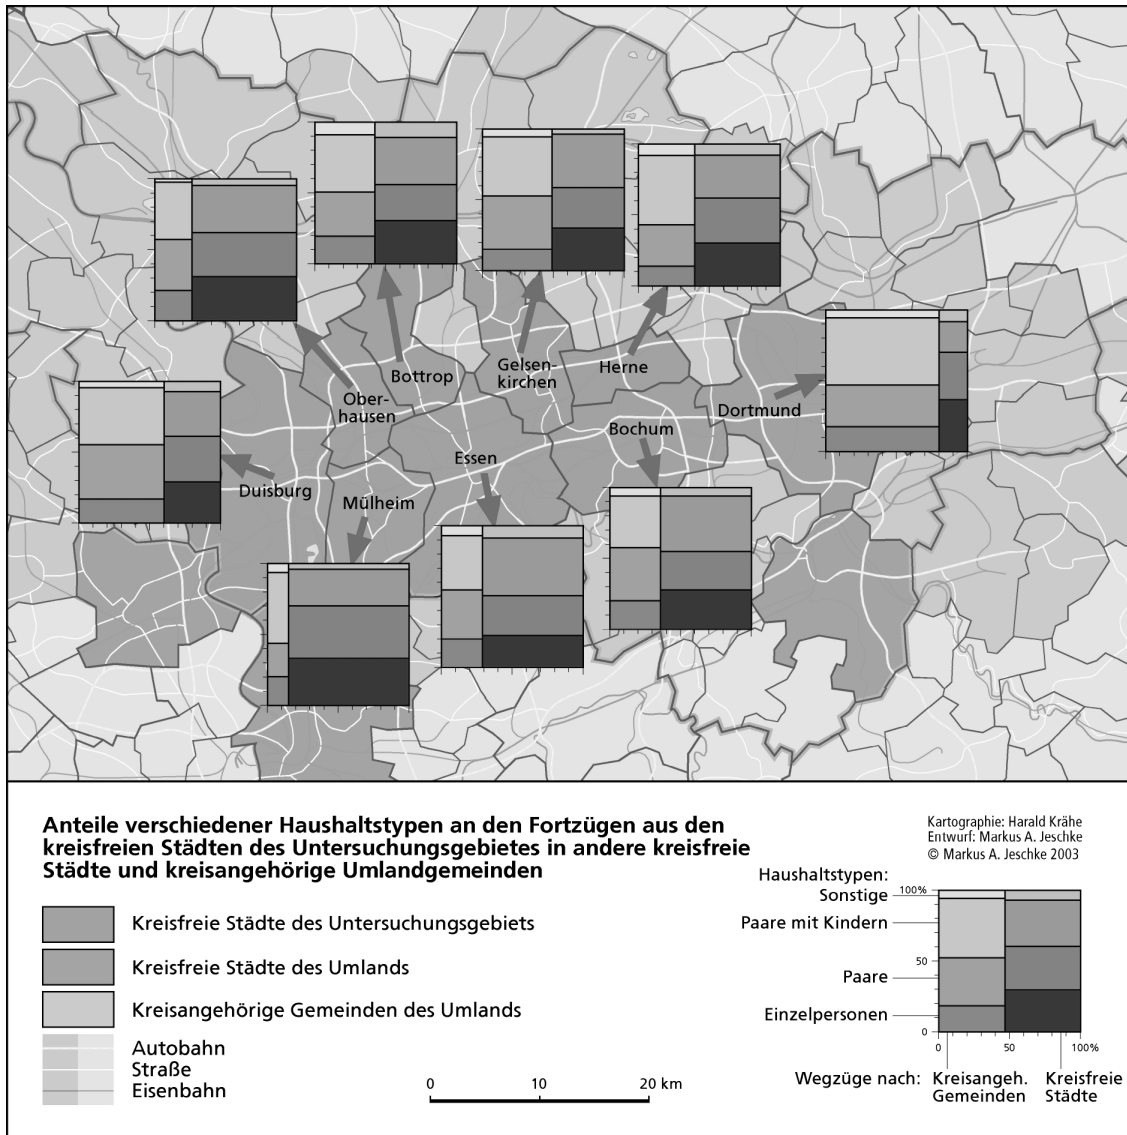 Bottrop
Gelsen-
kirchen
Herne
Ober-
hausen
Dortmund
Bochum
Essen
Duisburg
Mülheim
Anteile verschiedener Haushaltstypen an den Fortzügen aus den
kreisfreien Städten des Untersuchungsgebietes in andere kreisfreie
Städte und kreisangehörige Umlandgemeinden
Kreisfreie Städte des Untersuchungsgebiets
Kreisfreie Städte des Umlands
Kreisangehörige Gemeinden des Umlands
Autobahn
Straße
Eisenbahn
0 10 20 km
Kartographie: Harald Krähe
Entwurf: Markus A. Jeschke
© Markus A. Jeschke 2003
Haushaltstypen:
Sonstige 100%
Paare mit Kindern
50
Paare
Einzelpersonen
0
0 50 100%
Wegzüge nach: Kreisangeh. Kreisfreie
Gemeinden Städte